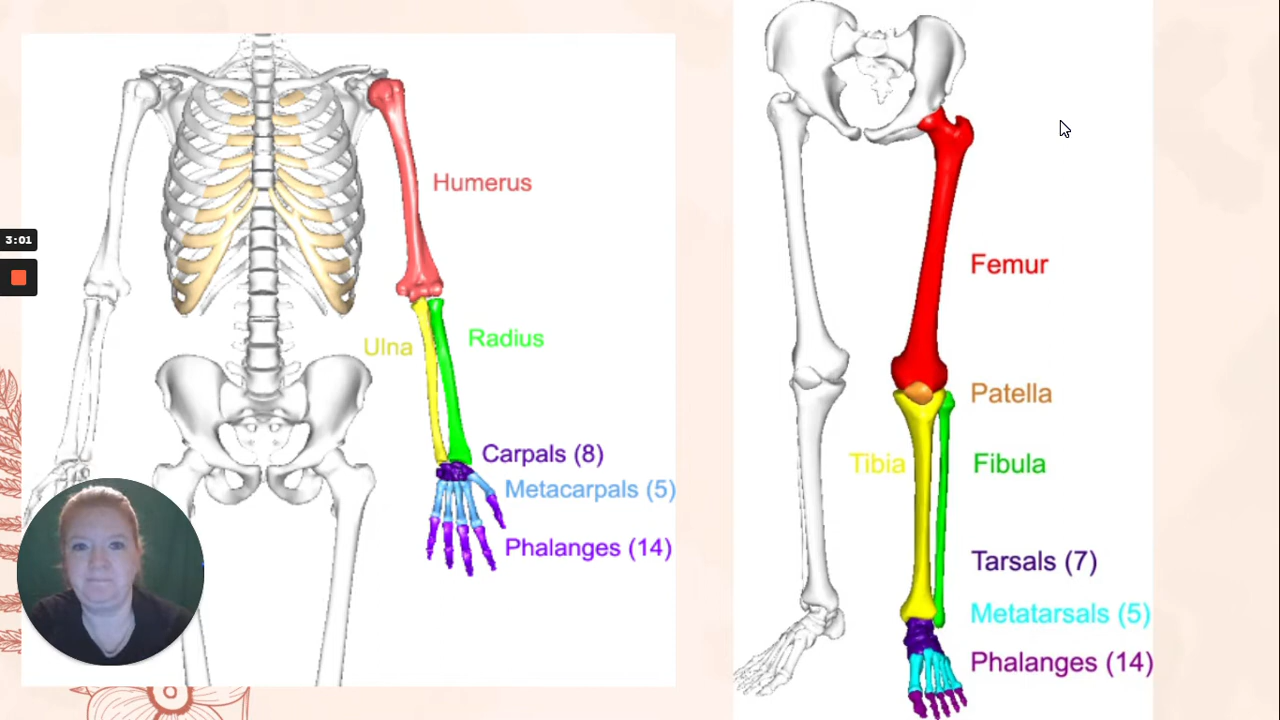 3:01
Humerus
Ulna
Radius
Carpals (8)
Metacarpals (5)
Phalanges (14)
Femur
Patella
Tibia
Fibula
Tarsals (7)
Metatarsals (5)
Phalanges (14)